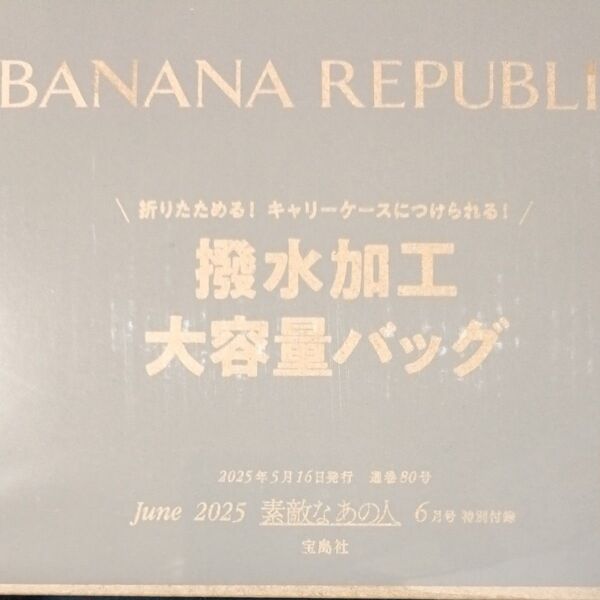 BANANA REPUBLI
\ 折りたためる! キャリーケースにつけられる! /
撥水加工
大容量バッグ
2025年5月16日発行 通巻80号
June 2025 素敵なあの人 6月号 特別付録
宝島社